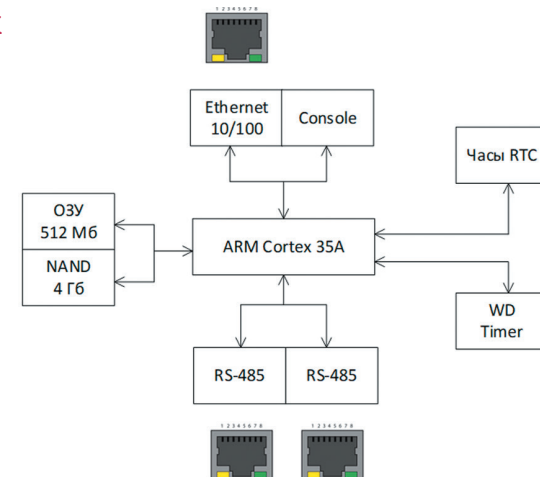 1 2 3 4 5 6 7 8
Ethernet
10/100
Console
Часы RTC
ОЗУ
512 Мб
NAND
4 Гб
ARM Cortex 35A
WD
Timer
RS-485
RS-485
1 2 3 4 5 6 7 8
1 2 3 4 5 6 7 8